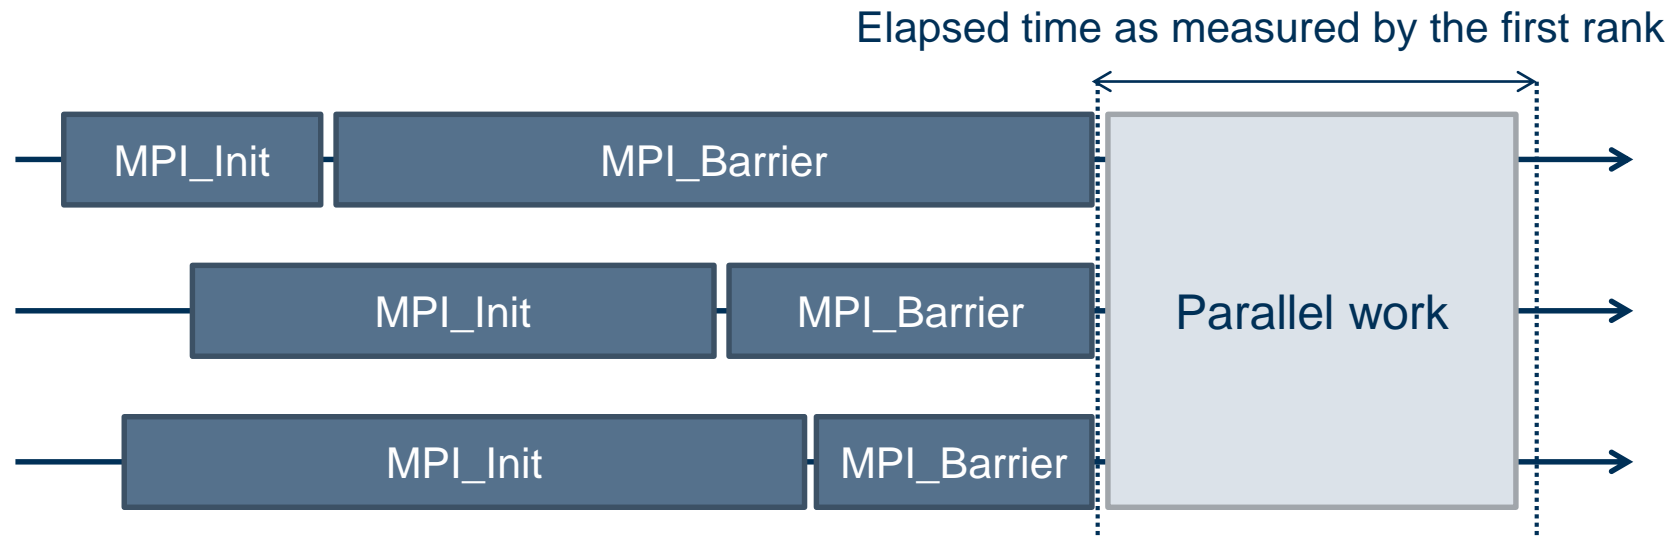 Elapsed time as measured by the first rank
MPI_Init
MPI_Barrier
MPI_Init
MPI_Barrier
Parallel work
MPI_Init
MPI_Barrier